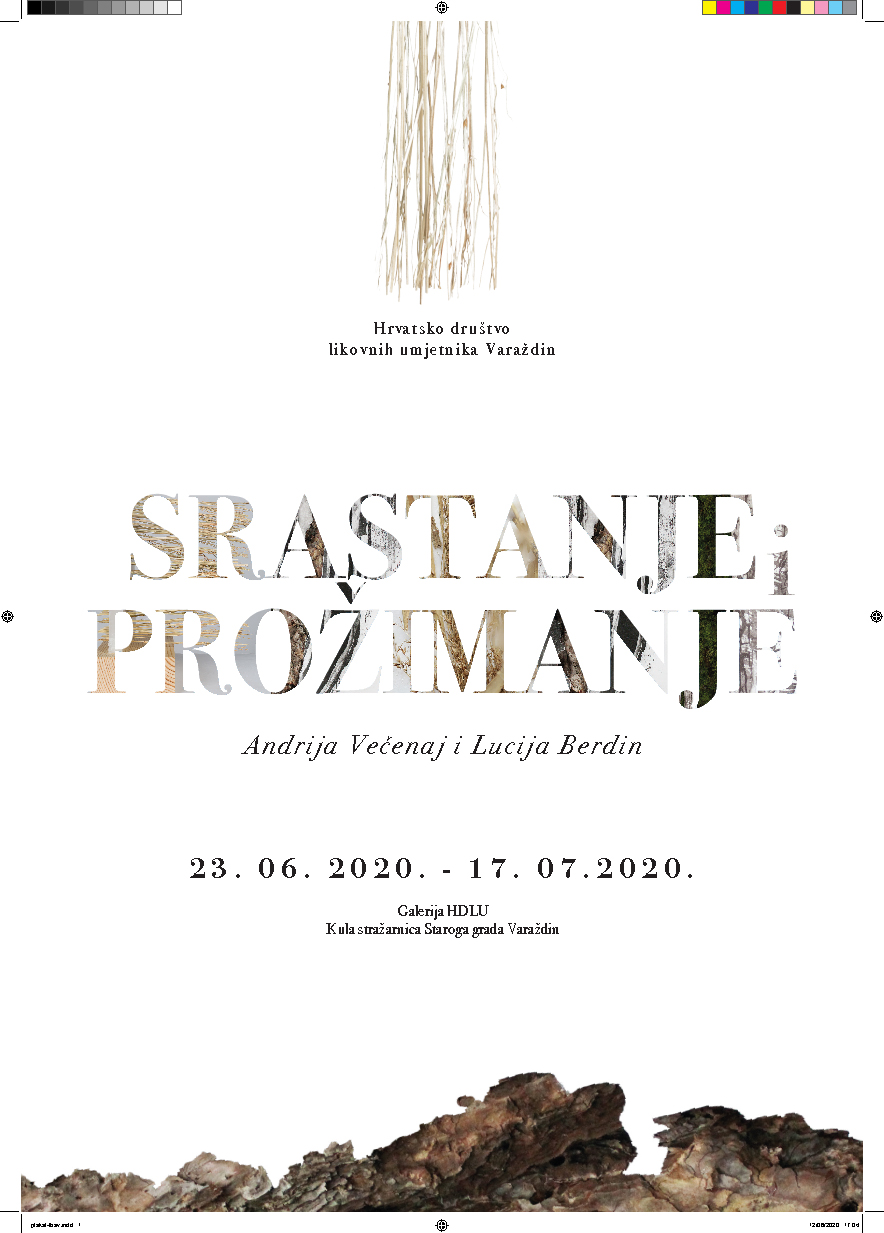 Hrvatsko društvo
likovnih umjetnika Varaždin
SRASTANJE i
PROŽIMANJE
Andrija Večenaj i Lucija Berdin
23. 06. 2020. - 17. 07.2020.
Galerija HDLU
Kula stražarnica Staroga grada Varaždin